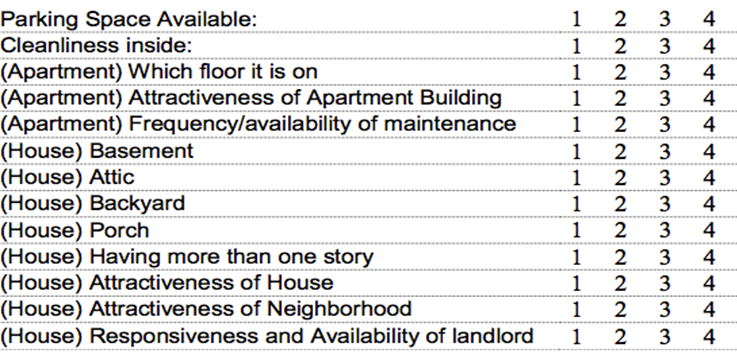 Parking Space Available: 1 2 3 4
Cleanliness inside: 1 2 3 4
(Apartment) Which floor it is on 1 2 3 4
(Apartment) Attractiveness of Apartment Building 1 2 3 4
(Apartment) Frequency/availability of maintenance 1 2 3 4
(House) Basement 1 2 3 4
(House) Attic 1 2 3 4
(House) Backyard 1 2 3 4
(House) Porch 1 2 3 4
(House) Having more than one story 1 2 3 4
(House) Attractiveness of House 1 2 3 4
(House) Attractiveness of Neighborhood 1 2 3 4
(House) Responsiveness and Availability of landlord 1 2 3 4